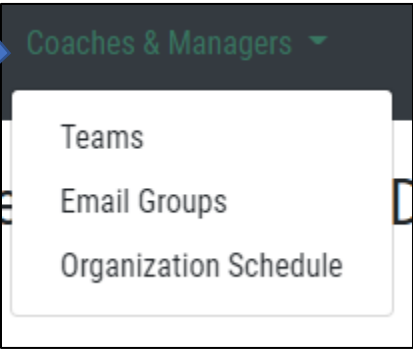 Coaches & Managers
Teams
Email Groups
Organization Schedule